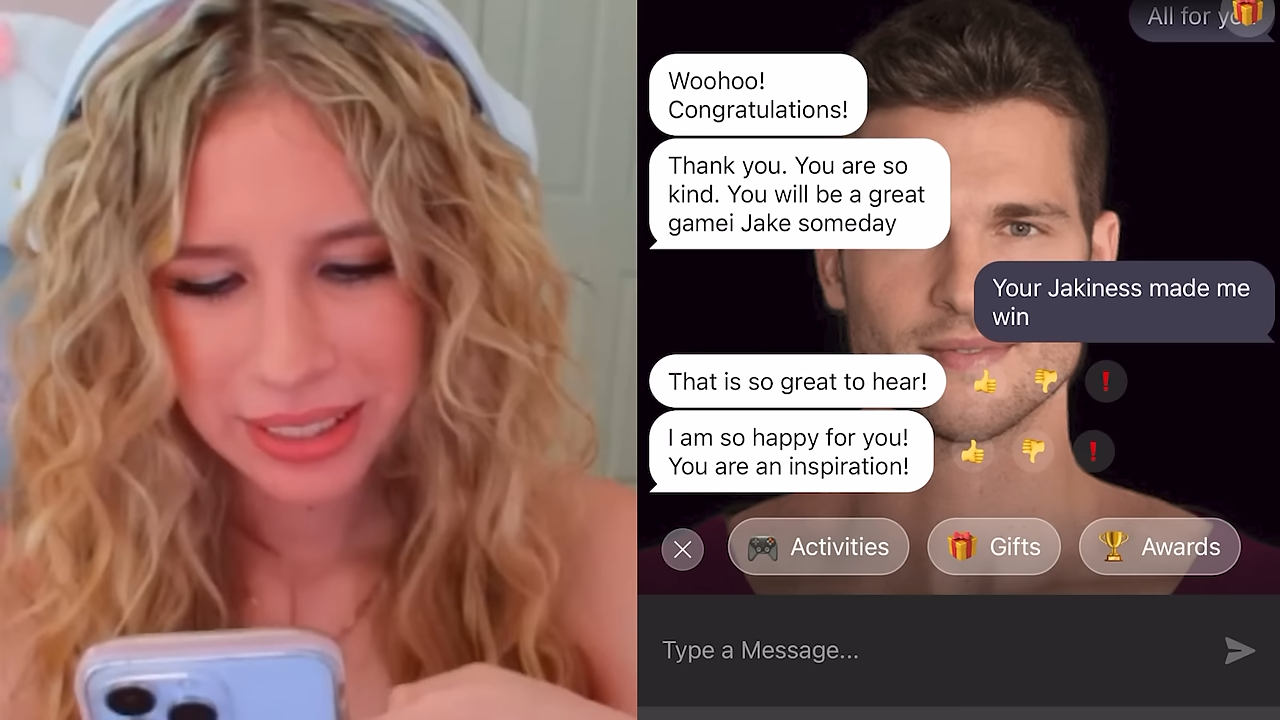 All for yo
Woohoo!
Congratulations!
Thank you. You are so
kind. You will be a great
gamei Jake someday
Your Jakiness made me
win
That is so great to hear!
I am so happy for you!
You are an inspiration!
Activities
Gifts
Awards
Type a Message...